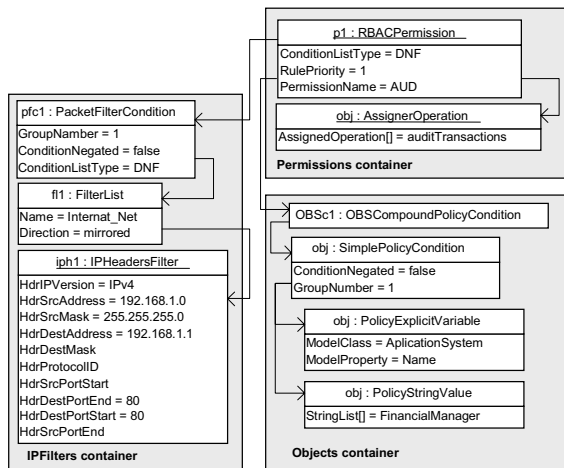 p1 : RBACPermission
ConditionListType = DNF
RulePriority = 1
PermissionName = AUD
obj : AssignerOperation
AssignedOperation[] = auditTransactions
Permissions container
pfc1 : PacketFilterCondition
GroupNamber = 1
ConditionNegated = false
ConditionListType = DNF
fl1 : FilterList
Name = Internat_Net
Direction = mirrored
iph1 : IPHeadersFilter
HdrIPVersion = IPv4
HdrSrcAddress = 192.168.1.0
HdrSrcMask = 255.255.255.0
HdrDestAddress = 192.168.1.1
HdrDestMask
HdrProtocolID
HdrSrcPortStart
HdrDestPortEnd = 80
HdrDestPortStart = 80
HdrSrcPortEnd
IPFilters container
OBSc1 : OBSCompoundPolicyCondition
obj : SimplePolicyCondition
ConditionNegated = false
GroupNumber = 1
obj : PolicyExplicitVariable
ModelClass = AplicationSystem
ModelProperty = Name
obj : PolicyStringValue
StringList[] = FinancialManager
Objects container